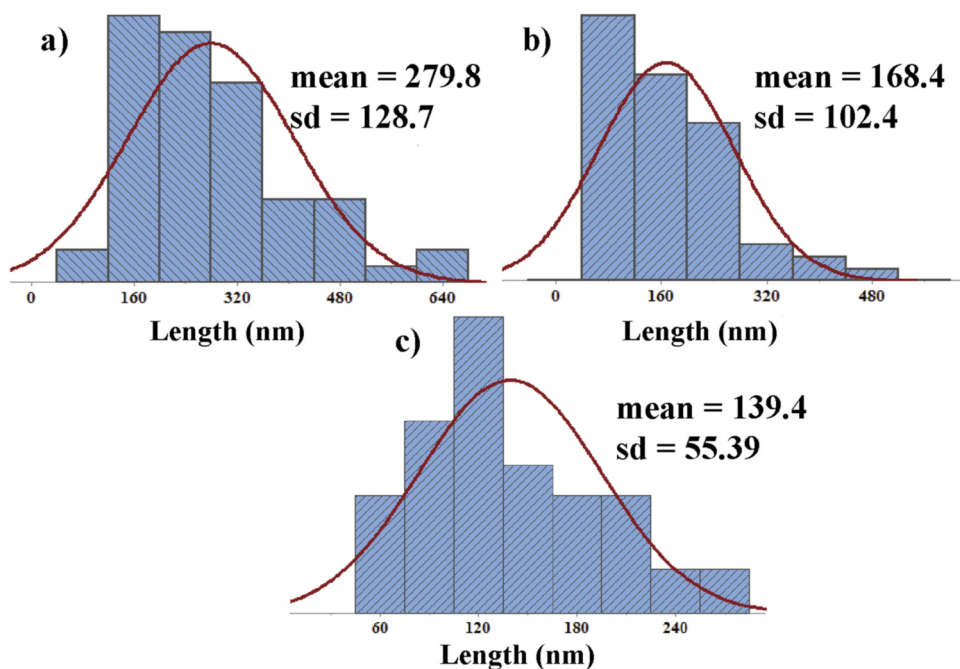 a)
mean = 279.8
sd = 128.7
0 160 320 480 640
Length (nm)
b)
mean = 168.4
sd = 102.4
0 160 320 480
Length (nm)
c)
mean = 139.4
sd = 55.39
60 120 180 240
Length (nm)